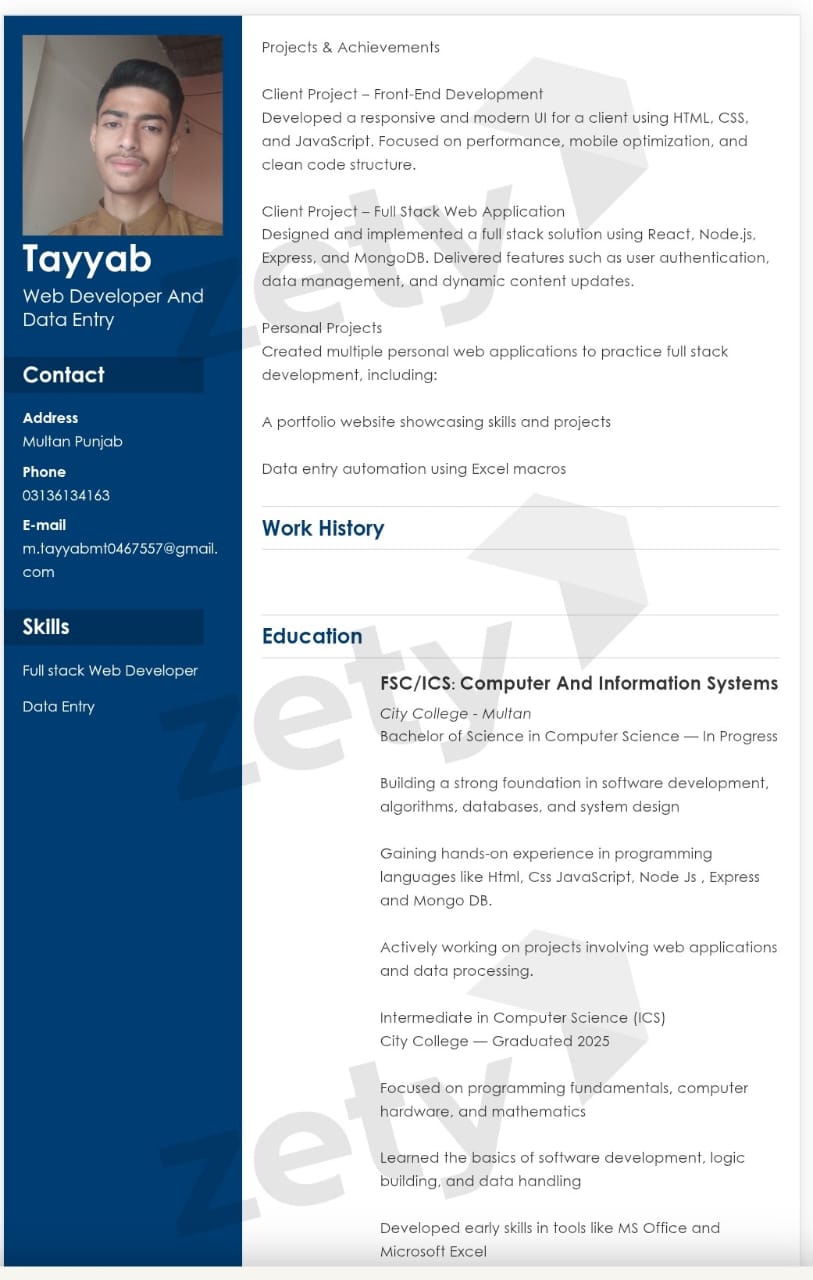 Tayyab
Web Developer And
Data Entry
Contact
Address
Multan Punjab
Phone
03136134163
E-mail
m.tayyabmt0467557@gmail.
com
Skills
Full stack Web Developer
Data Entry
Projects & Achievements
Client Project – Front-End Development
Developed a responsive and modern UI for a client using HTML, CSS,
and JavaScript. Focused on performance, mobile optimization, and
clean code structure.
Client Project – Full Stack Web Application
Designed and implemented a full stack solution using React, Node.js,
Express, and MongoDB. Delivered features such as user authentication,
data management, and dynamic content updates.
Personal Projects
Created multiple personal web applications to practice full stack
development, including:
A portfolio website showcasing skills and projects
Data entry automation using Excel macros
Work History
Education
FSC/ICS: Computer And Information Systems
City College - Multan
Bachelor of Science in Computer Science — In Progress
Building a strong foundation in software development,
algorithms, databases, and system design
Gaining hands-on experience in programming
languages like Html, Css JavaScript, Node Js , Express
and Mongo DB.
Actively working on projects involving web applications
and data processing.
Intermediate in Computer Science (ICS)
City College — Graduated 2025
Focused on programming fundamentals, computer
hardware, and mathematics
Learned the basics of software development, logic
building, and data handling
Developed early skills in tools like MS Office and
Microsoft Excel
zety
zety
zety